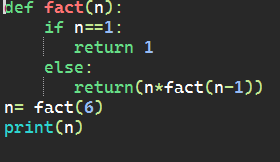 def fact(n):
    if n==1:
        return 1
    else:
        return(n*fact(n-1))
n= fact(6)
print(n)